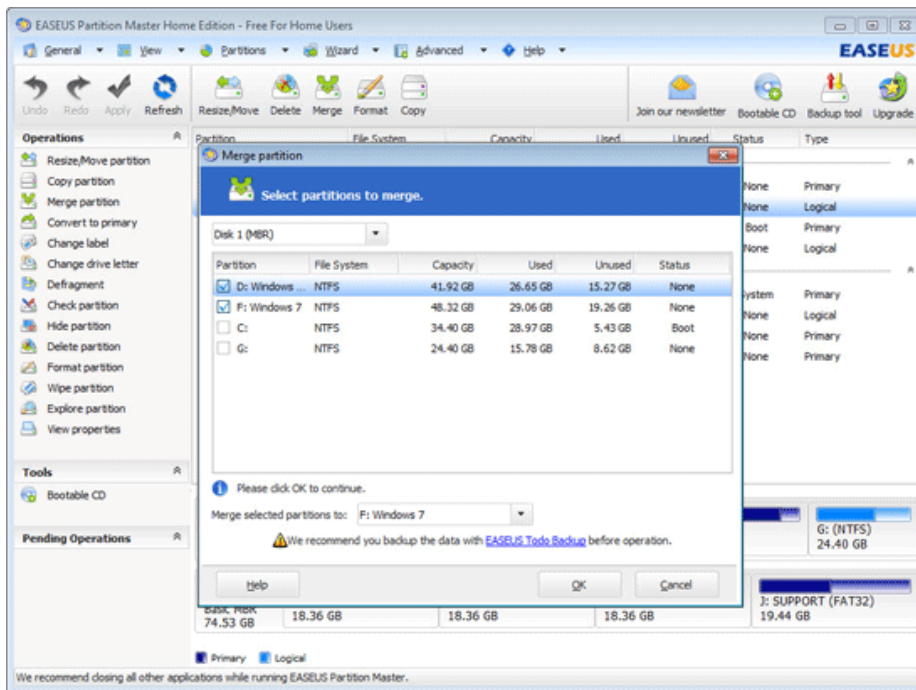 EASEUS Partition Master Home Edition - Free For Home Users
General View Partitions Wizard Advanced Help EASEUS
Undo Redo Apply Refresh Resize/Move Delete Merge Format Copy Join our newsletter Bootable CD Backup tool Upgrade
Operations
Resize/Move partition
Copy partition
Merge partition
Convert to primary
Change label
Change drive letter
Defragment
Check partition
Hide partition
Delete partition
Format partition
Wipe partition
Explore partition
View properties
Tools
Bootable CD
Pending Operations
Partition File System Capacity Used Unused Status Type
None Primary
None Logical
Boot Primary
None Logical
System Primary
None Logical
None Primary
None Primary
Merge partition
Select partitions to merge.
Disk 1 (MBR)
Partition File System Capacity Used Unused Status
D: Windows ... NTFS 41.92 GB 26.65 GB 15.27 GB None
F: Windows 7 NTFS 48.32 GB 29.06 GB 19.26 GB None
C: NTFS 34.40 GB 28.97 GB 5.43 GB Boot
G: NTFS 24.40 GB 15.78 GB 8.62 GB None
Please click OK to continue.
Merge selected partitions to: F: Windows 7
We recommend you backup the data with EASEUS Todo Backup before operation.
Help OK Cancel
G: (NTFS)
24.40 GB
Basic MBR
74.53 GB 18.36 GB 18.36 GB 18.36 GB
J: SUPPORT (FAT32)
19.44 GB
Primary Logical
We recommend closing all other applications while running EASEUS Partition Master.